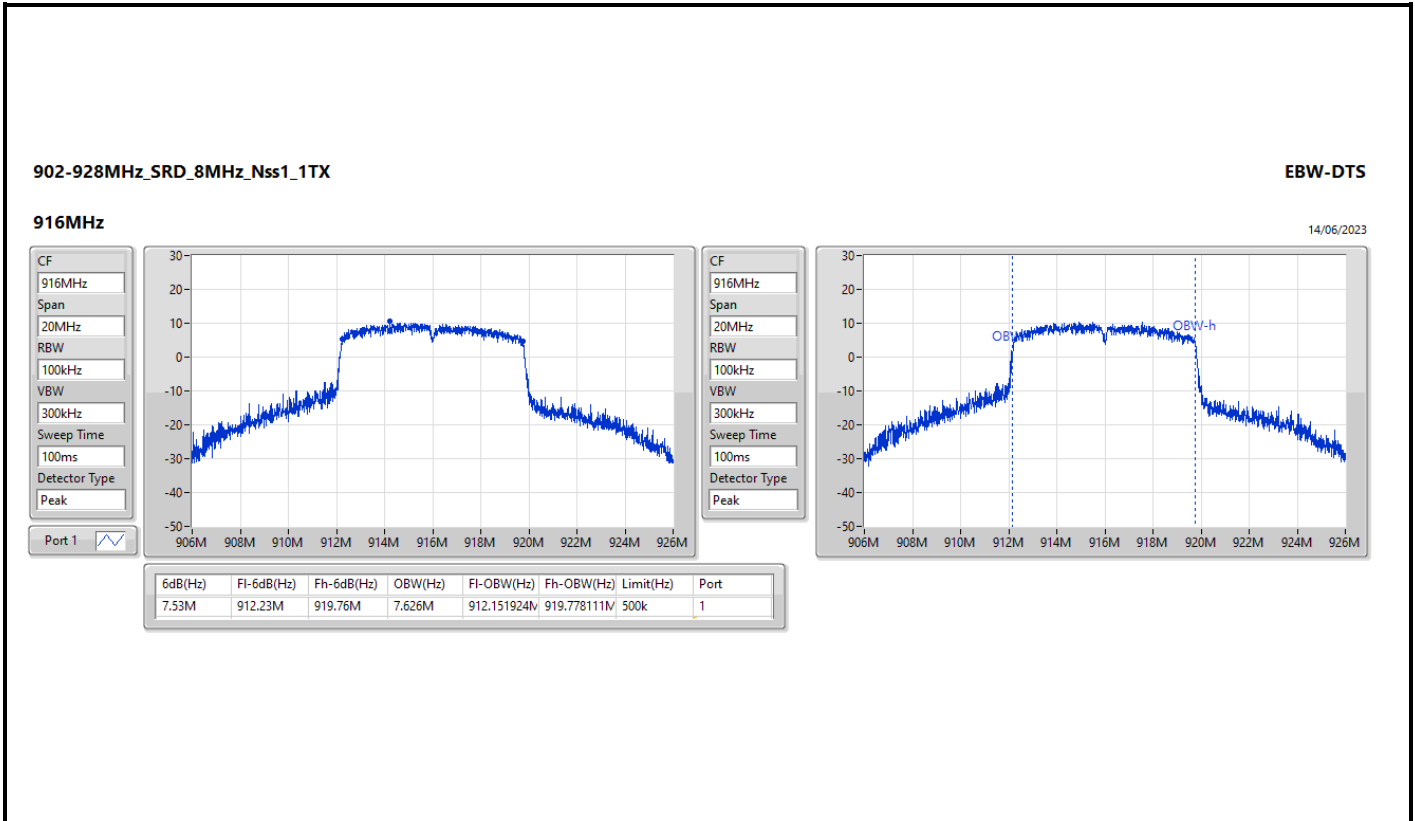 902-928MHz_SRD_8MHz_Nss1_1TX
EBW-DTS
916MHz
14/06/2023
CF
916MHz
Span
20MHz
RBW
100kHz
VBW
300kHz
Sweep Time
100ms
Detector Type
Peak
Port 1
30
20
10
0
-10
-20
-30
-40
-50
906M 908M 910M 912M 914M 916M 918M 920M 922M 924M 926M
CF
916MHz
Span
20MHz
RBW
100kHz
VBW
300kHz
Sweep Time
100ms
Detector Type
Peak
30
20
10
0
-10
-20
-30
-40
-50
OBW-h
906M 908M 910M 912M 914M 916M 918M 920M 922M 924M 926M
6dB(Hz) Fl-6dB(Hz) Fh-6dB(Hz) OBW(Hz) Fl-OBW(Hz) Fh-OBW(Hz) Limit(Hz) Port
7.53M 912.23M 919.76M 7.626M 912.151924M 919.778111M 500k 1